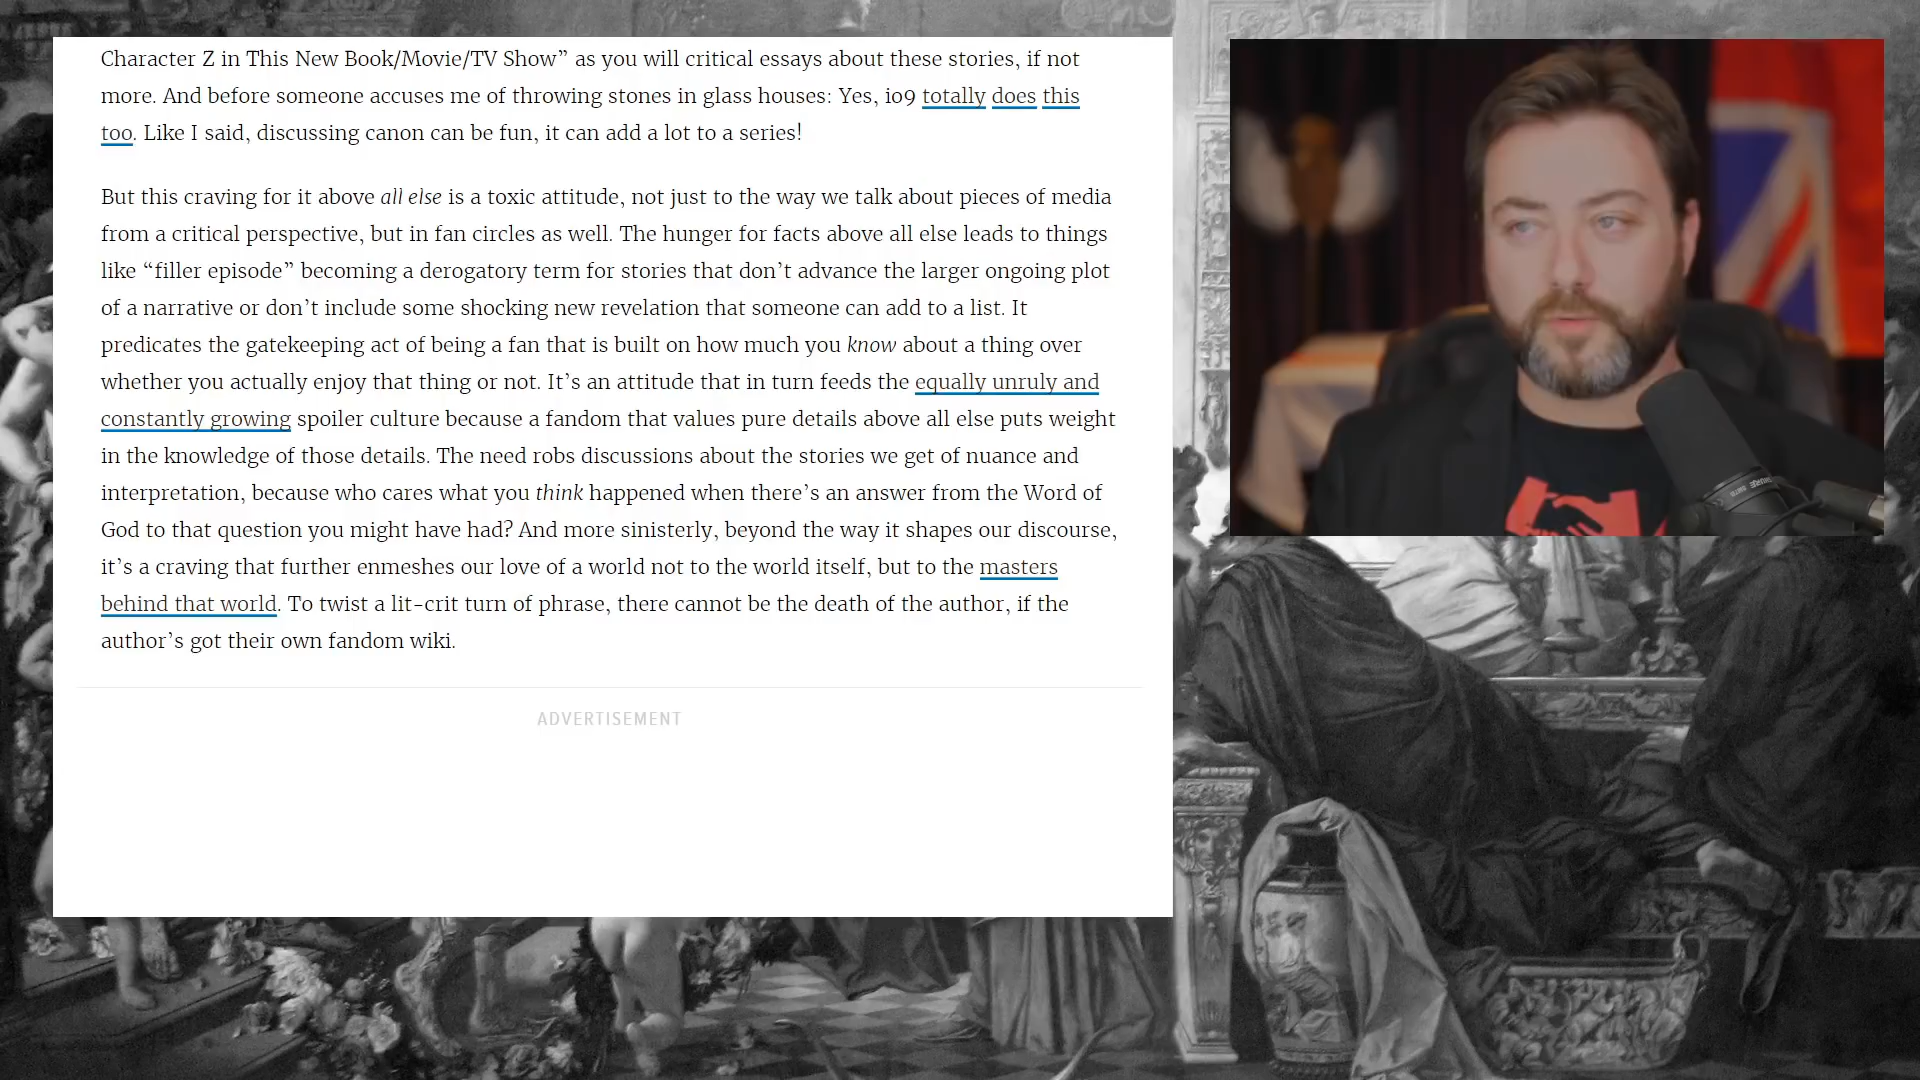 Character Z in This New Book/Movie/TV Show” as you will critical essays about these stories, if not
more. And before someone accuses me of throwing stones in glass houses: Yes, io9 totally does this
too. Like I said, discussing canon can be fun, it can add a lot to a series!
But this craving for it above all else is a toxic attitude, not just to the way we talk about pieces of media
from a critical perspective, but in fan circles as well. The hunger for facts above all else leads to things
like “filler episode” becoming a derogatory term for stories that don’t advance the larger ongoing plot
of a narrative or don’t include some shocking new revelation that someone can add to a list. It
predicates the gatekeeping act of being a fan that is built on how much you know about a thing over
whether you actually enjoy that thing or not. It’s an attitude that in turn feeds the equally unruly and
constantly growing spoiler culture because a fandom that values pure details above all else puts weight
in the knowledge of those details. The need robs discussions about the stories we get of nuance and
interpretation, because who cares what you think happened when there’s an answer from the Word of
God to that question you might have had? And more sinisterly, beyond the way it shapes our discourse,
it’s a craving that further enmeshes our love of a world not to the world itself, but to the masters
behind that world. To twist a lit-crit turn of phrase, there cannot be the death of the author, if the
author’s got their own fandom wiki.
ADVERTISEMENT